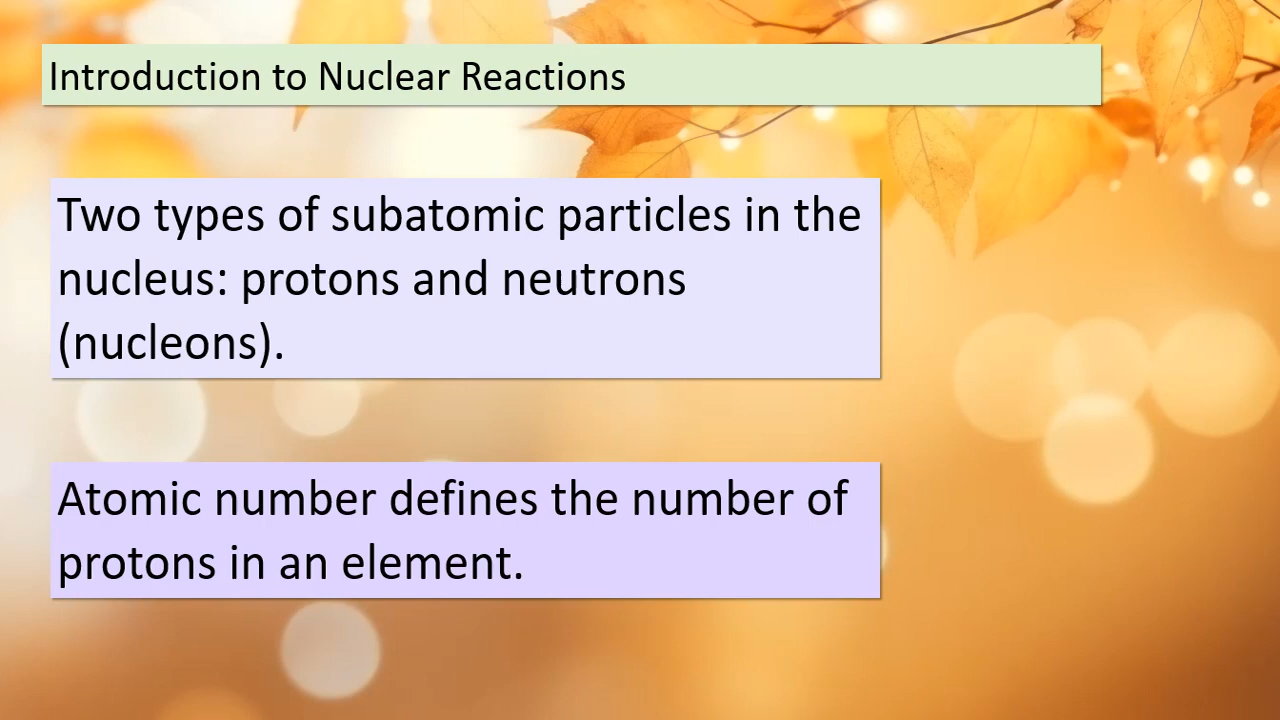 Introduction to Nuclear Reactions
Two types of subatomic particles in the
nucleus: protons and neutrons
(nucleons).
Atomic number defines the number of
protons in an element.